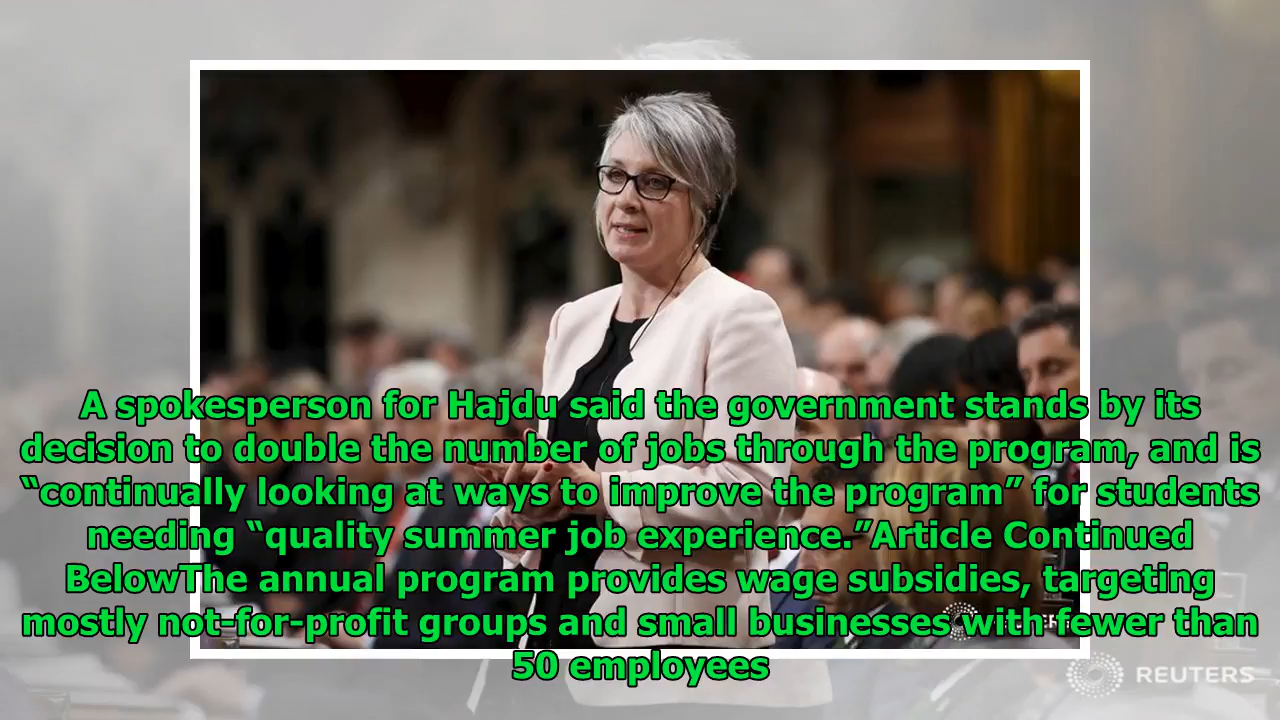 A spokesperson for Hajdu said the government stands by its
decision to double the number of jobs through the program, and is
“continually looking at ways to improve the program” for students
needing “quality summer job experience.”Article Continued
BelowThe annual program provides wage subsidies, targeting
mostly not-for-profit groups and small businesses with fewer than
50 employees
REUTERS